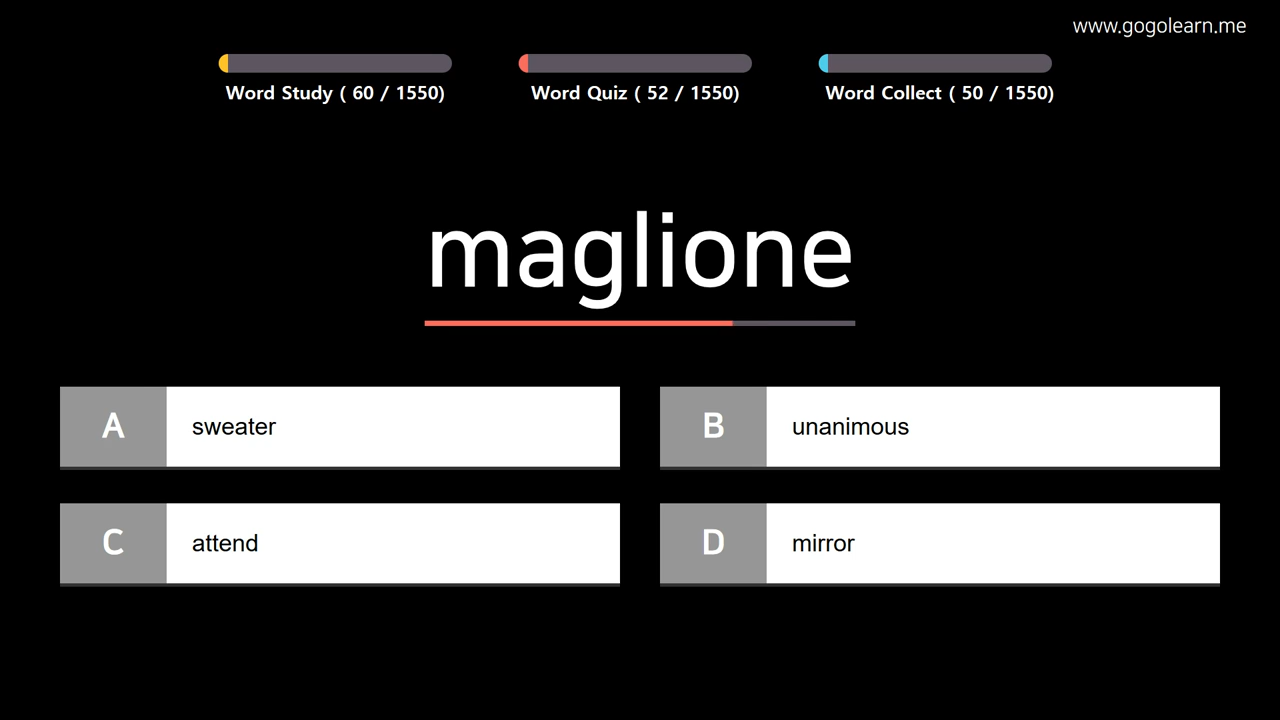 www.gogolearn.me
Word Study ( 60 / 1550)
Word Quiz ( 52 / 1550)
Word Collect ( 50 / 1550)
maglione
A sweater
B unanimous
C attend
D mirror